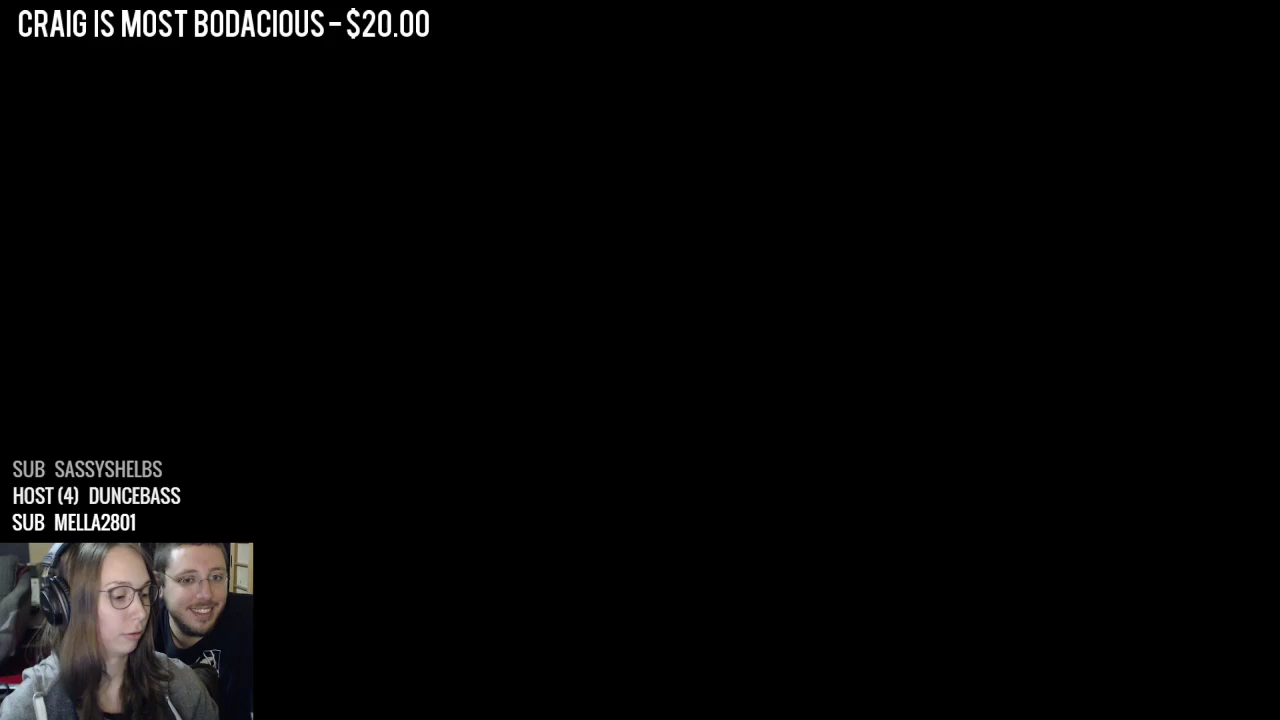 CRAIG IS MOST BODACIOUS - $20.00
SUB SASSYSHELBS
HOST (4) DUNCEBASS
SUB MELLA2801